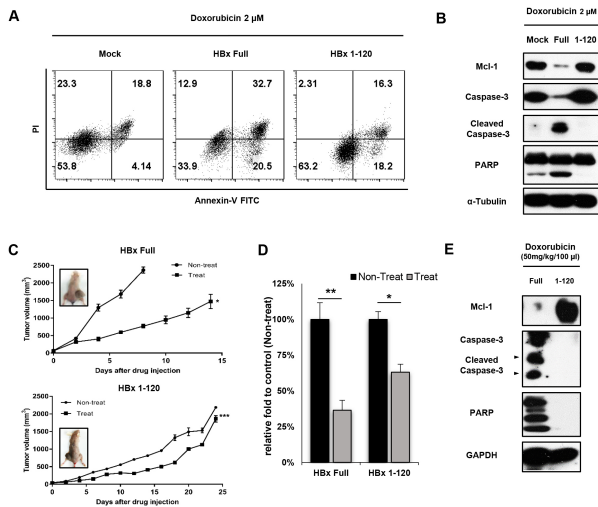 A
Doxorubicin 2 µM
Mock
HBx Full
HBx 1-120
23.3
18.8
12.9
32.7
2.31
16.3
PI
53.8
4.14
33.9
20.5
63.2
18.2
Annexin-V FITC
B
Doxorubicin 2 µM
Mock Full 1-120
Mcl-1
Caspase-3
Cleaved
Caspase-3
PARP
α-Tubulin
C
HBx Full
Non-treat
Treat
Tumor volume (mm3)
2500
2000
1500
1000
500
0
*
0 5 10 15
Days after drug injection
HBx 1-120
Non-treat
Treat
Tumor volume (mm3)
2500
2000
1500
1000
500
0
***
0 5 10 15 20 25
Days after drug injection
D
Non-Treat Treat
relative fold to control (Non-treat)
125%
100%
75%
50%
25%
0%
**
*
HBx Full HBx 1-120
E
Doxorubicin
(50mg/kg/100 µl)
Full 1-120
Mcl-1
Caspase-3
Cleaved
Caspase-3
PARP
GAPDH